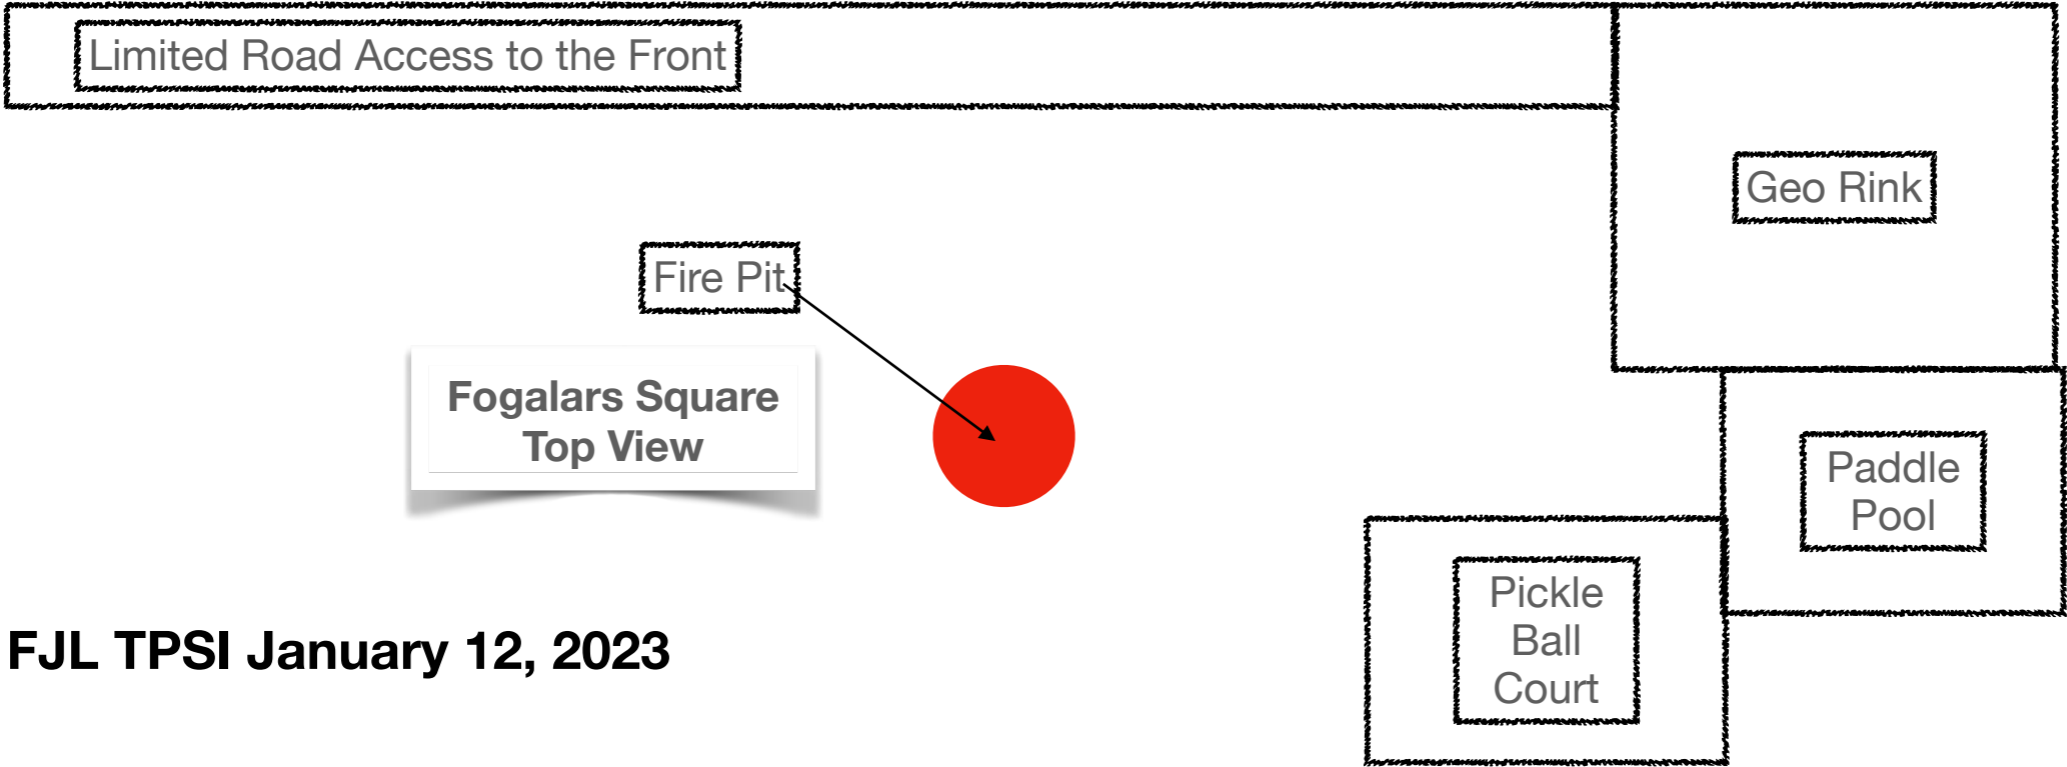 Limited Road Access to the Front
Geo Rink
Fire Pit
Fogalars Square
Top View
Paddle
Pool
Pickle
Ball
Court
FJL TPSI January 12, 2023